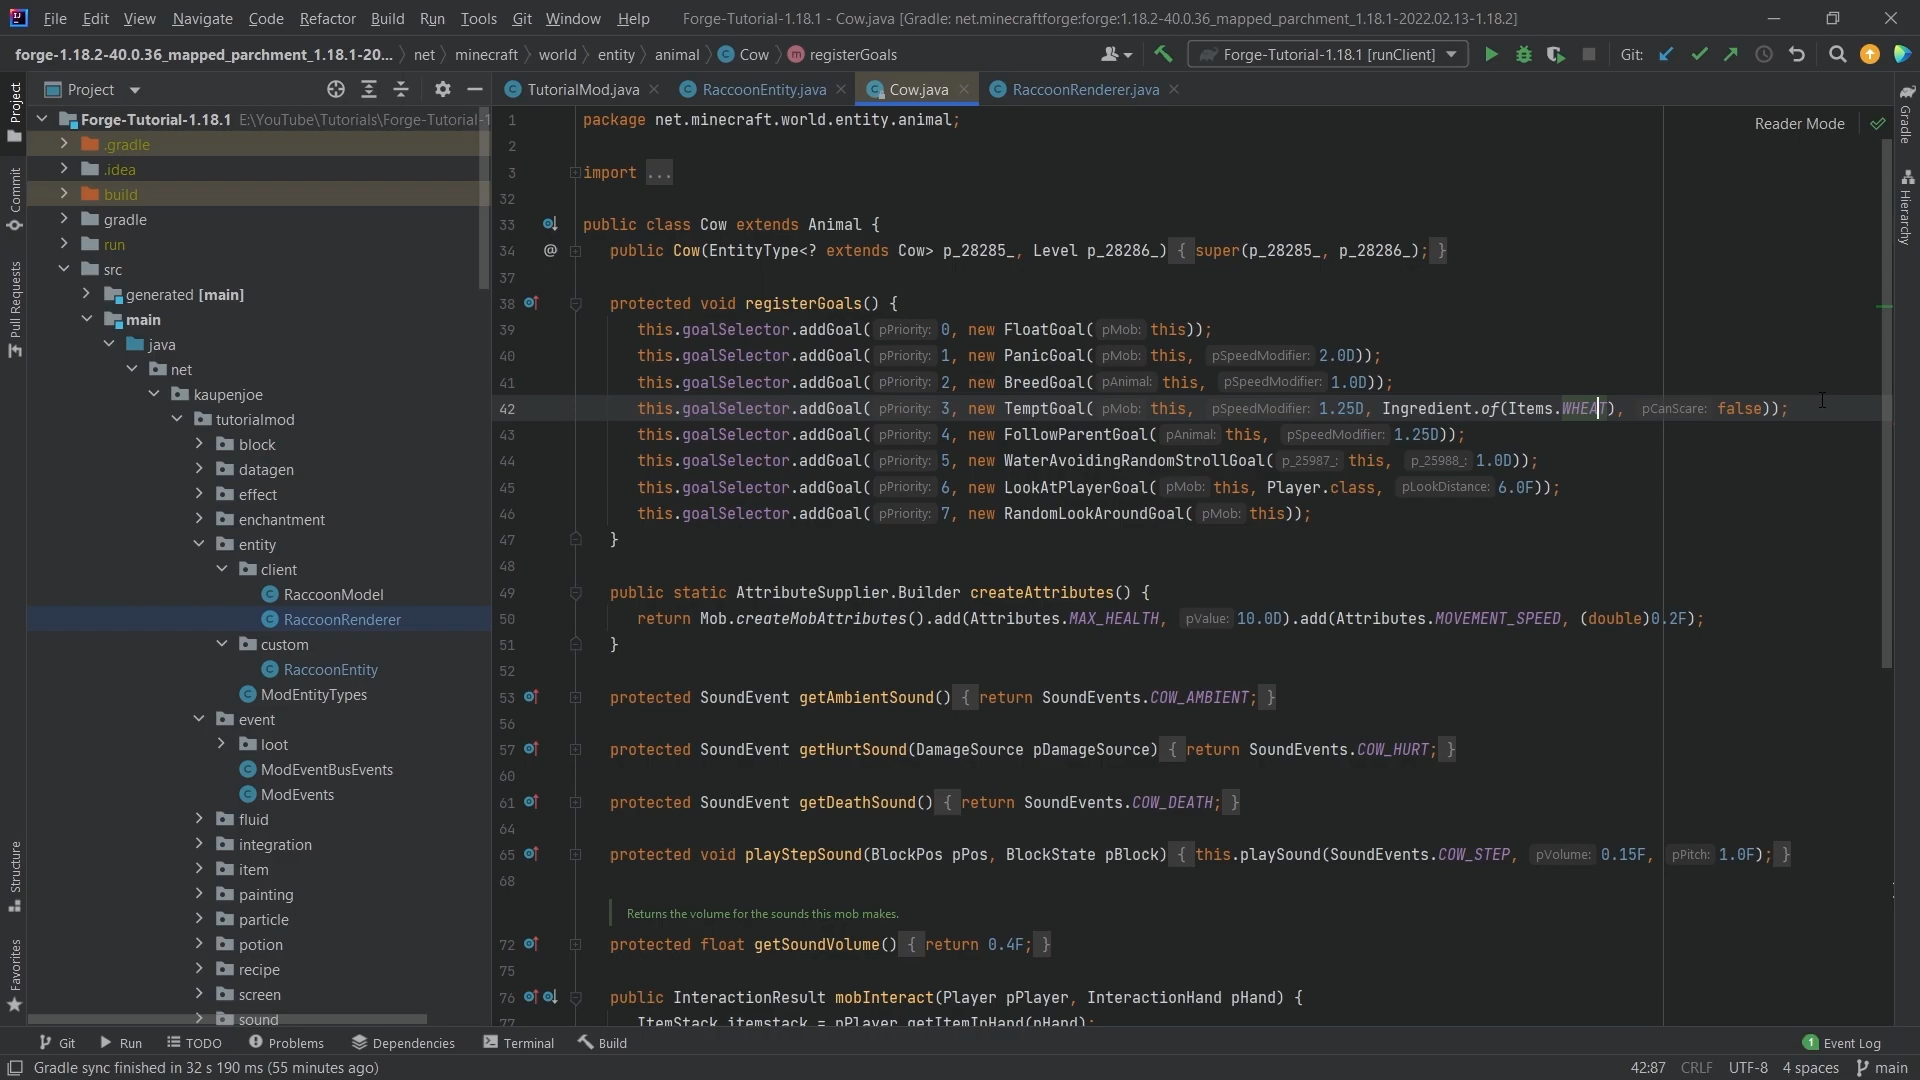 File Edit View Navigate Code Refactor Build Run Tools Git Window Help Forge-Tutorial-1.18.1 - Cow.java [Gradle: net.minecraftforge:forge:1.18.2-40.0.36_mapped_parchment_1.18.1-2022.02.13-1.18.2]
forge-1.18.2-40.0.36_mapped_parchment_1.18.1-20... net minecraft world entity animal Cow registerGoals Forge-Tutorial-1.18.1 [runClient] Git:
Project TutorialMod.java RaccoonEntity.java Cow.java RaccoonRenderer.java
Project
Commit
Pull Requests
Structure
Favorites
Forge-Tutorial-1.18.1 E:\YouTube\Tutorials\Forge-Tutorial-1
.gradle
.idea
build
gradle
run
src
generated [main]
main
java
net
kaupenjoe
tutorialmod
block
datagen
effect
enchantment
entity
client
RaccoonModel
RaccoonRenderer
custom
RaccoonEntity
ModEntityTypes
event
loot
ModEventBusEvents
ModEvents
fluid
integration
item
painting
particle
potion
recipe
screen
sound
Reader Mode
1 package net.minecraft.world.entity.animal;
2
3 import ...
32
33 public class Cow extends Animal {
34 @ public Cow(EntityType<? extends Cow> p_28285_, Level p_28286_) { super(p_28285_, p_28286_); }
37
38 protected void registerGoals() {
39 this.goalSelector.addGoal( pPriority: 0, new FloatGoal( pMob: this));
40 this.goalSelector.addGoal( pPriority: 1, new PanicGoal( pMob: this, pSpeedModifier: 2.0D));
41 this.goalSelector.addGoal( pPriority: 2, new BreedGoal( pAnimal: this, pSpeedModifier: 1.0D));
42 this.goalSelector.addGoal( pPriority: 3, new TemptGoal( pMob: this, pSpeedModifier: 1.25D, Ingredient.of(Items.WHEAT), pCanScare: false));
43 this.goalSelector.addGoal( pPriority: 4, new FollowParentGoal( pAnimal: this, pSpeedModifier: 1.25D));
44 this.goalSelector.addGoal( pPriority: 5, new WaterAvoidingRandomStrollGoal( p_25987_: this, p_25988_: 1.0D));
45 this.goalSelector.addGoal( pPriority: 6, new LookAtPlayerGoal( pMob: this, Player.class, pLookDistance: 6.0F));
46 this.goalSelector.addGoal( pPriority: 7, new RandomLookAroundGoal( pMob: this));
47 }
48
49 public static AttributeSupplier.Builder createAttributes() {
50 return Mob.createMobAttributes().add(Attributes.MAX_HEALTH, pValue: 10.0D).add(Attributes.MOVEMENT_SPEED, (double)0.2F);
51 }
52
53 protected SoundEvent getAmbientSound() { return SoundEvents.COW_AMBIENT; }
56
57 protected SoundEvent getHurtSound(DamageSource pDamageSource) { return SoundEvents.COW_HURT; }
60
61 protected SoundEvent getDeathSound() { return SoundEvents.COW_DEATH; }
64
65 protected void playStepSound(BlockPos pPos, BlockState pBlock) { this.playSound(SoundEvents.COW_STEP, pVolume: 0.15F, pPitch: 1.0F); }
68
Returns the volume for the sounds this mob makes.
72 protected float getSoundVolume() { return 0.4F; }
75
76 public InteractionResult mobInteract(Player pPlayer, InteractionHand pHand) {
77 ItemStack itemstack = pPlayer.getItemInHand(pHand);
Gradle
Hierarchy
Git Run TODO Problems Dependencies Terminal Build 1 Event Log
Gradle sync finished in 32 s 190 ms (55 minutes ago) 42:87 CRLF UTF-8 4 spaces main